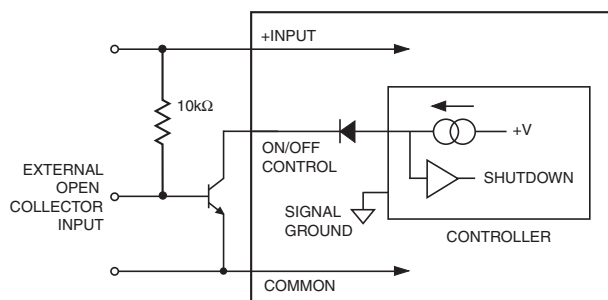 +INPUT
10kΩ
+V
ON/OFF
CONTROL
EXTERNAL
OPEN
COLLECTOR
INPUT
SHUTDOWN
SIGNAL
GROUND
CONTROLLER
COMMON